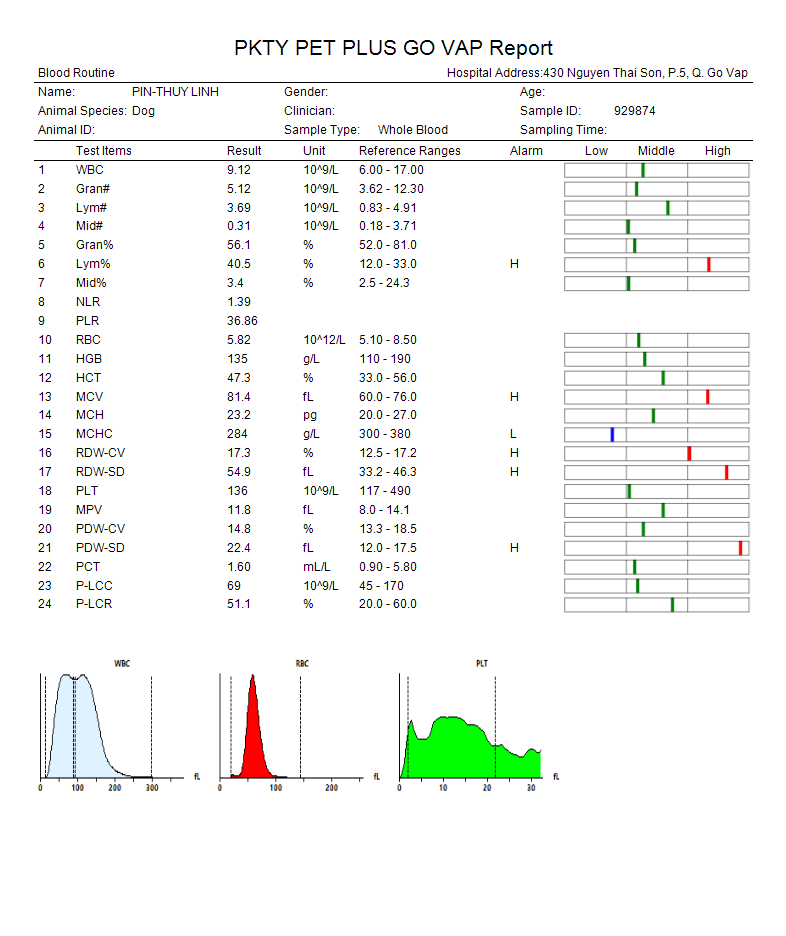 PKTY PET PLUS GO VAP Report
Blood Routine Hospital Address:430 Nguyen Thai Son, P.5, Q. Go Vap
Name: PIN-THUY LINH Gender: Age:
Animal Species: Dog Clinician: Sample ID: 929874
Animal ID: Sample Type: Whole Blood Sampling Time:
Test Items Result Unit Reference Ranges Alarm Low Middle High
1 WBC 9.12 10^9/L 6.00 - 17.00
2 Gran# 5.12 10^9/L 3.62 - 12.30
3 Lym# 3.69 10^9/L 0.83 - 4.91
4 Mid# 0.31 10^9/L 0.18 - 3.71
5 Gran% 56.1 % 52.0 - 81.0
6 Lym% 40.5 % 12.0 - 33.0 H
7 Mid% 3.4 % 2.5 - 24.3
8 NLR 1.39
9 PLR 36.86
10 RBC 5.82 10^12/L 5.10 - 8.50
11 HGB 135 g/L 110 - 190
12 HCT 47.3 % 33.0 - 56.0
13 MCV 81.4 fL 60.0 - 76.0 H
14 MCH 23.2 pg 20.0 - 27.0
15 MCHC 284 g/L 300 - 380 L
16 RDW-CV 17.3 % 12.5 - 17.2 H
17 RDW-SD 54.9 fL 33.2 - 46.3 H
18 PLT 136 10^9/L 117 - 490
19 MPV 11.8 fL 8.0 - 14.1
20 PDW-CV 14.8 % 13.3 - 18.5
21 PDW-SD 22.4 fL 12.0 - 17.5 H
22 PCT 1.60 mL/L 0.90 - 5.80
23 P-LCC 69 10^9/L 45 - 170
24 P-LCR 51.1 % 20.0 - 60.0
WBC RBC PLT
fL fL fL
0 100 200 300 0 100 200 0 10 20 30